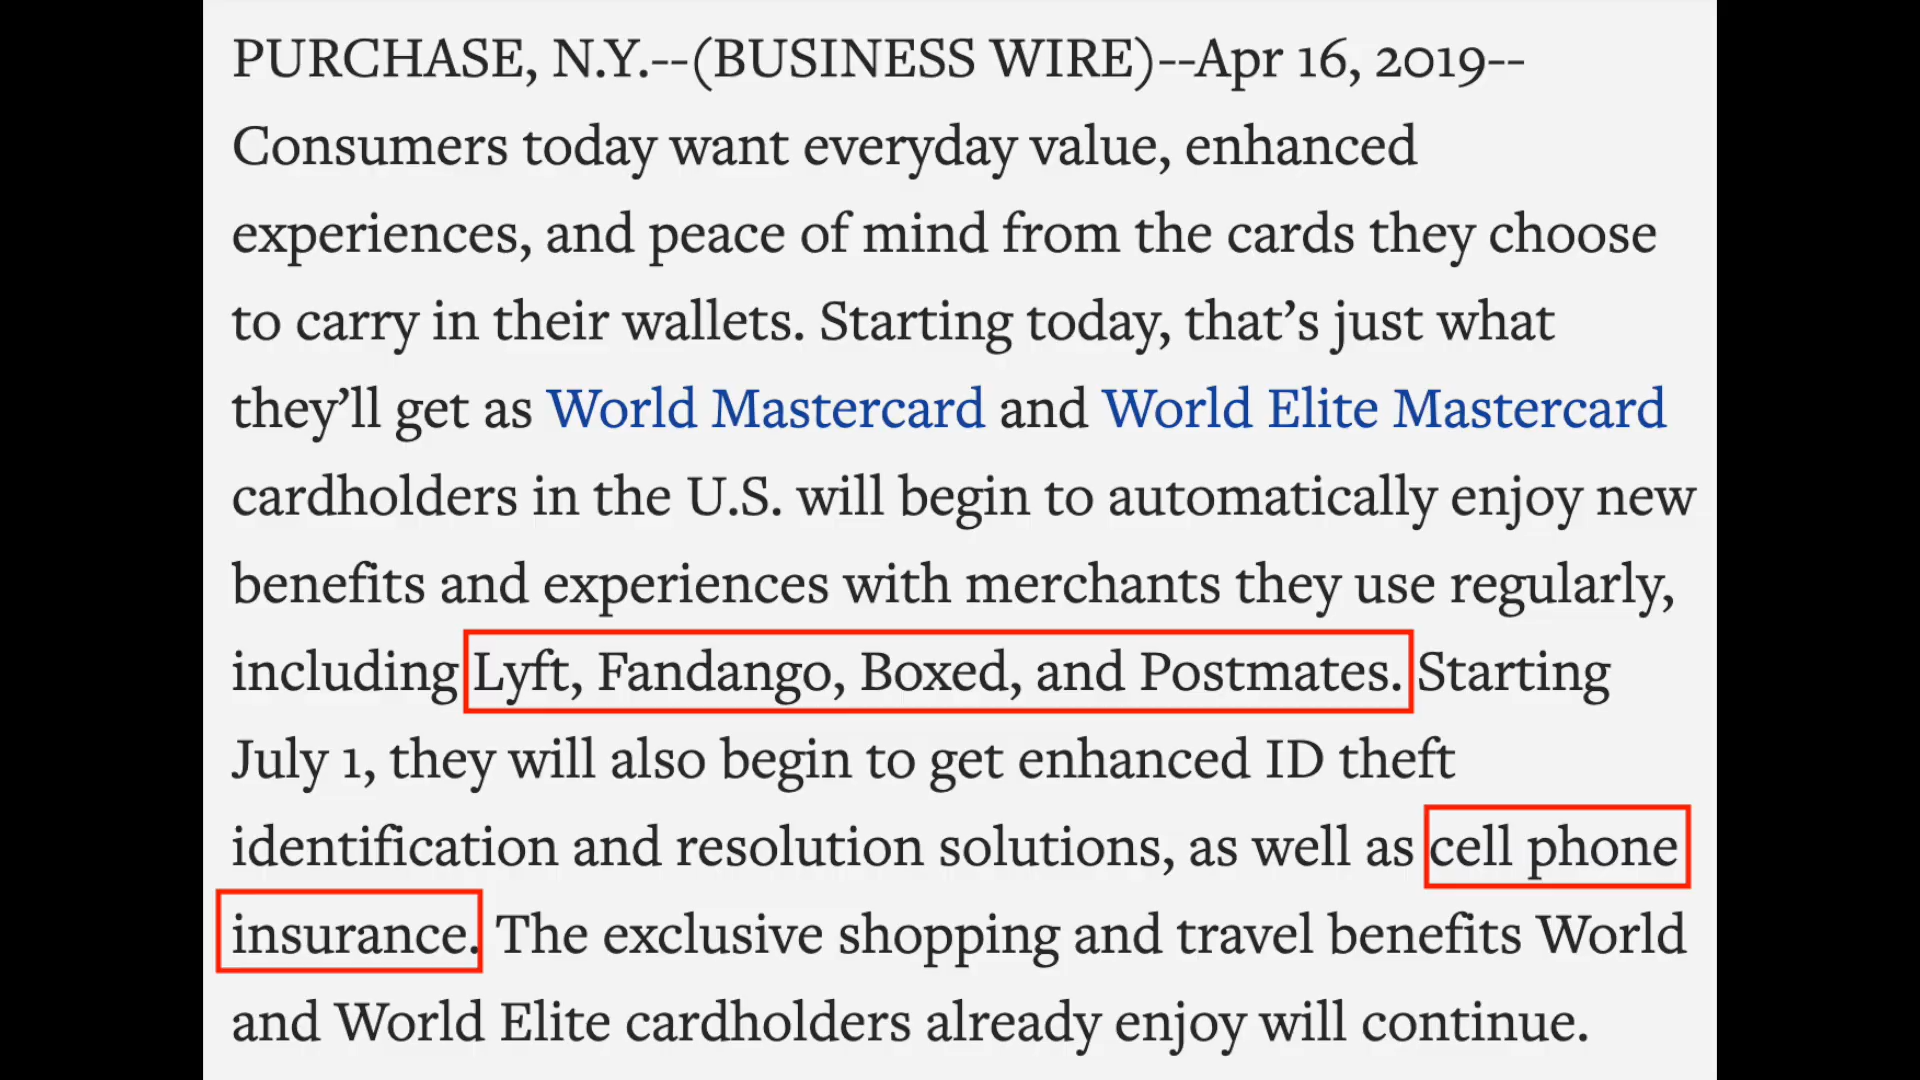 PURCHASE, N.Y.--(BUSINESS WIRE)--Apr 16, 2019--
Consumers today want everyday value, enhanced
experiences, and peace of mind from the cards they choose
to carry in their wallets. Starting today, that’s just what
they’ll get as World Mastercard and World Elite Mastercard
cardholders in the U.S. will begin to automatically enjoy new
benefits and experiences with merchants they use regularly,
including Lyft, Fandango, Boxed, and Postmates. Starting
July 1, they will also begin to get enhanced ID theft
identification and resolution solutions, as well as cell phone
insurance. The exclusive shopping and travel benefits World
and World Elite cardholders already enjoy will continue.